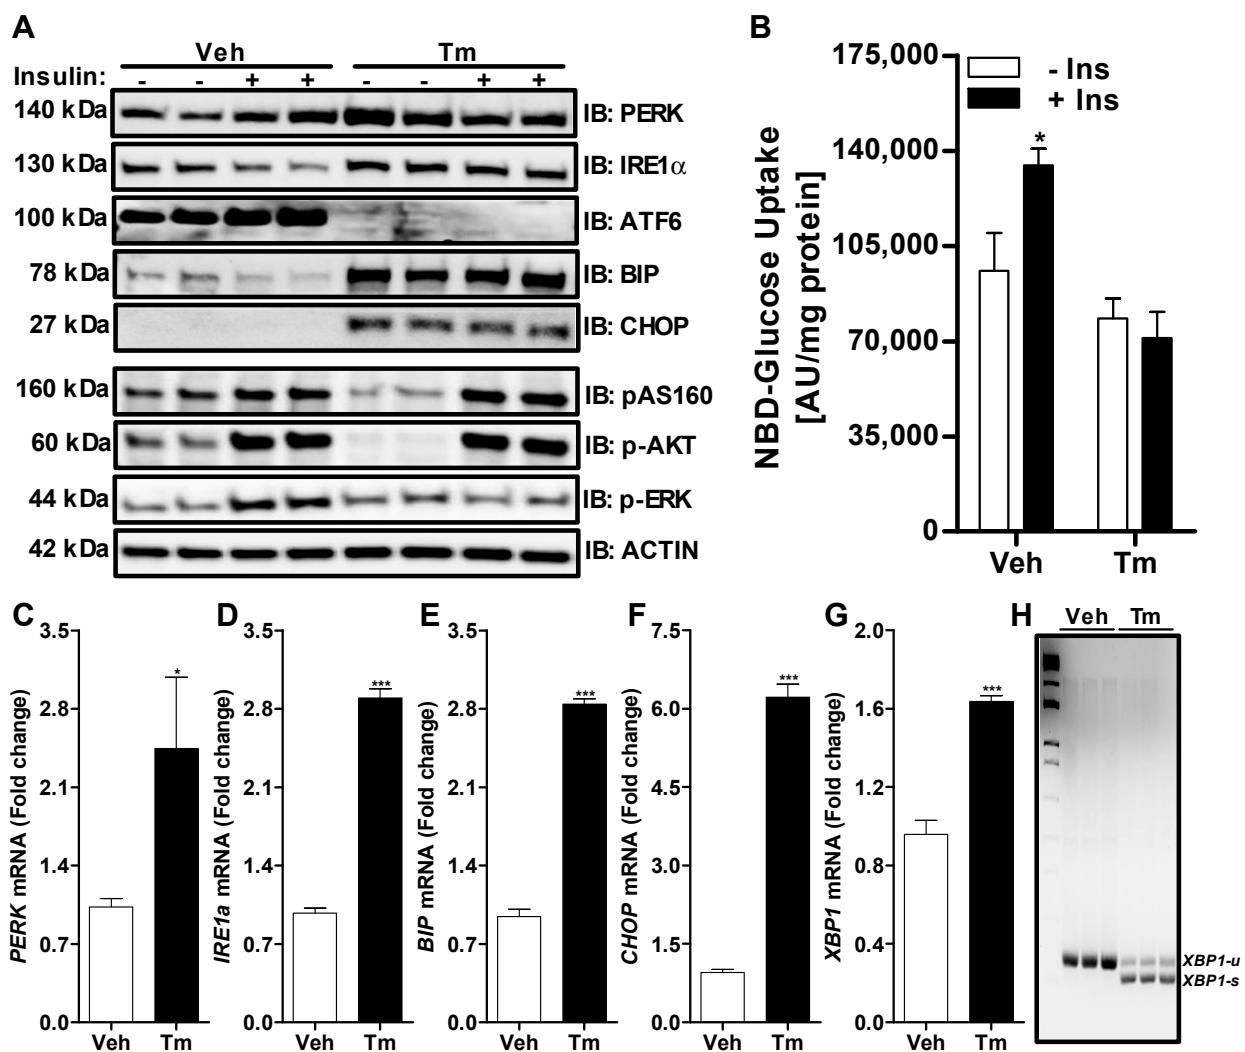 A
Veh Tm
Insulin: - - + + - - + +
140 kDa IB: PERK
130 kDa IB: IRE1α
100 kDa IB: ATF6
78 kDa IB: BIP
27 kDa IB: CHOP
160 kDa IB: pAS160
60 kDa IB: p-AKT
44 kDa IB: p-ERK
42 kDa IB: ACTIN
B
NBD-Glucose Uptake
[AU/mg protein]
175,000
140,000
105,000
70,000
35,000
0
- Ins
+ Ins
*
Veh Tm
C
PERK mRNA (Fold change)
3.5
2.8
2.1
1.4
0.7
0.0
*
Veh Tm
D
IRE1a mRNA (Fold change)
3.5
2.8
2.1
1.4
0.7
0.0
***
Veh Tm
E
BIP mRNA (Fold change)
3.5
2.8
2.1
1.4
0.7
0.0
***
Veh Tm
F
CHOP mRNA (Fold change)
7.5
6.0
4.5
3.0
1.5
0.0
***
Veh Tm
G
XBP1 mRNA (Fold change)
2.0
1.6
1.2
0.8
0.4
0.0
***
Veh Tm
H
Veh Tm
XBP1-u
XBP1-s